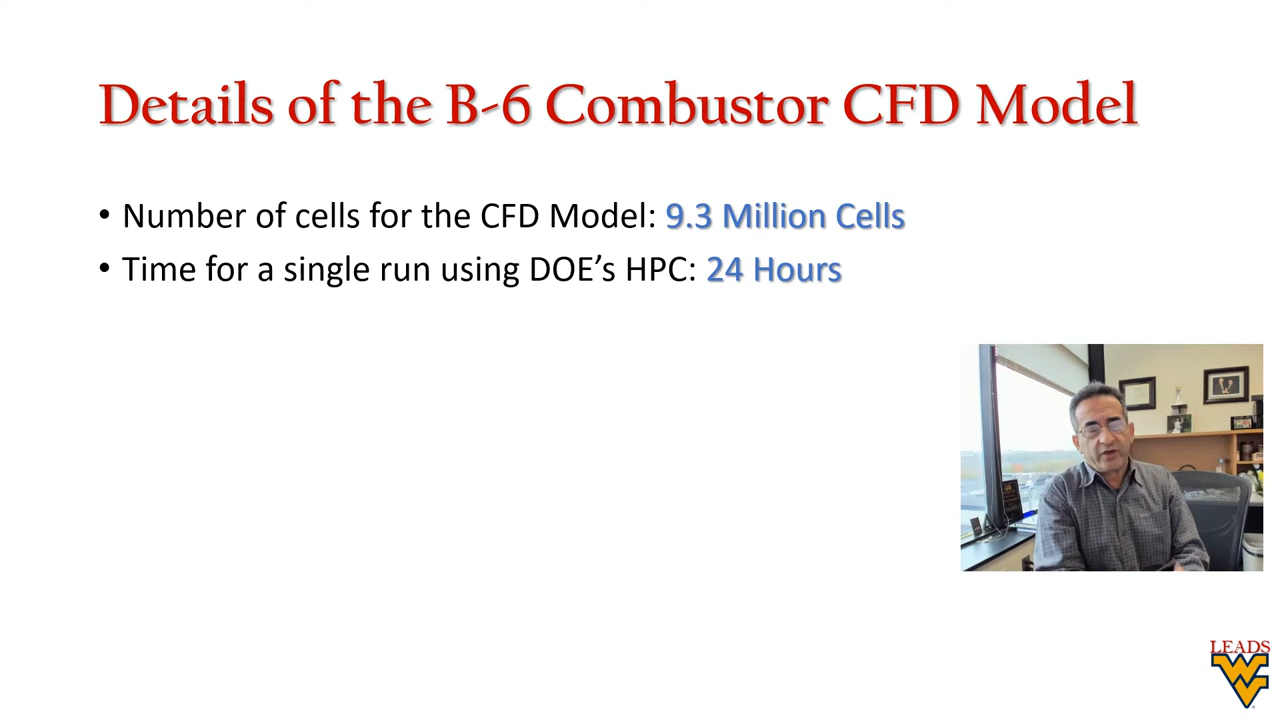 Details of the B-6 Combustor CFD Model
• Number of cells for the CFD Model: 9.3 Million Cells
• Time for a single run using DOE’s HPC: 24 Hours
LEADS